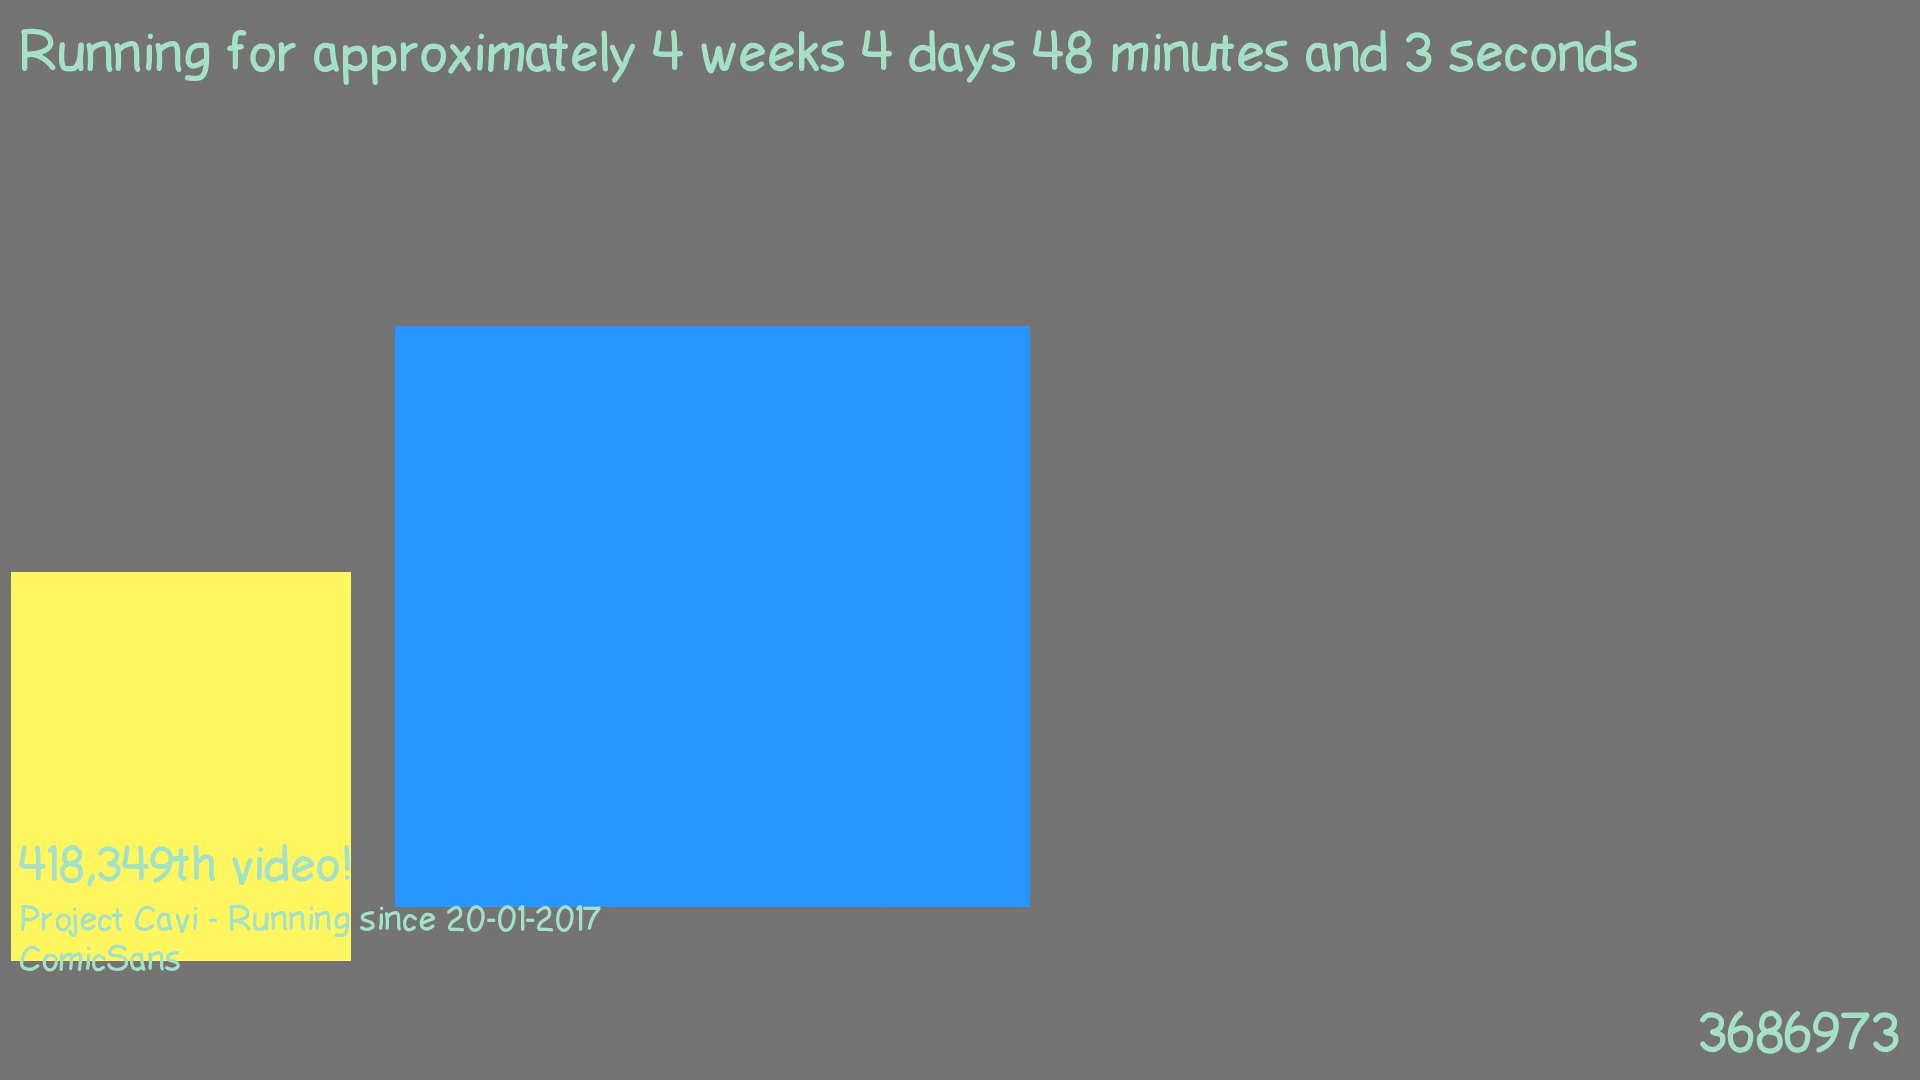 Running for approximately 4 weeks 4 days 48 minutes and 3 seconds
418,349th video!
Project Cavi - Running since 20-01-2017
ComicSans
3686973